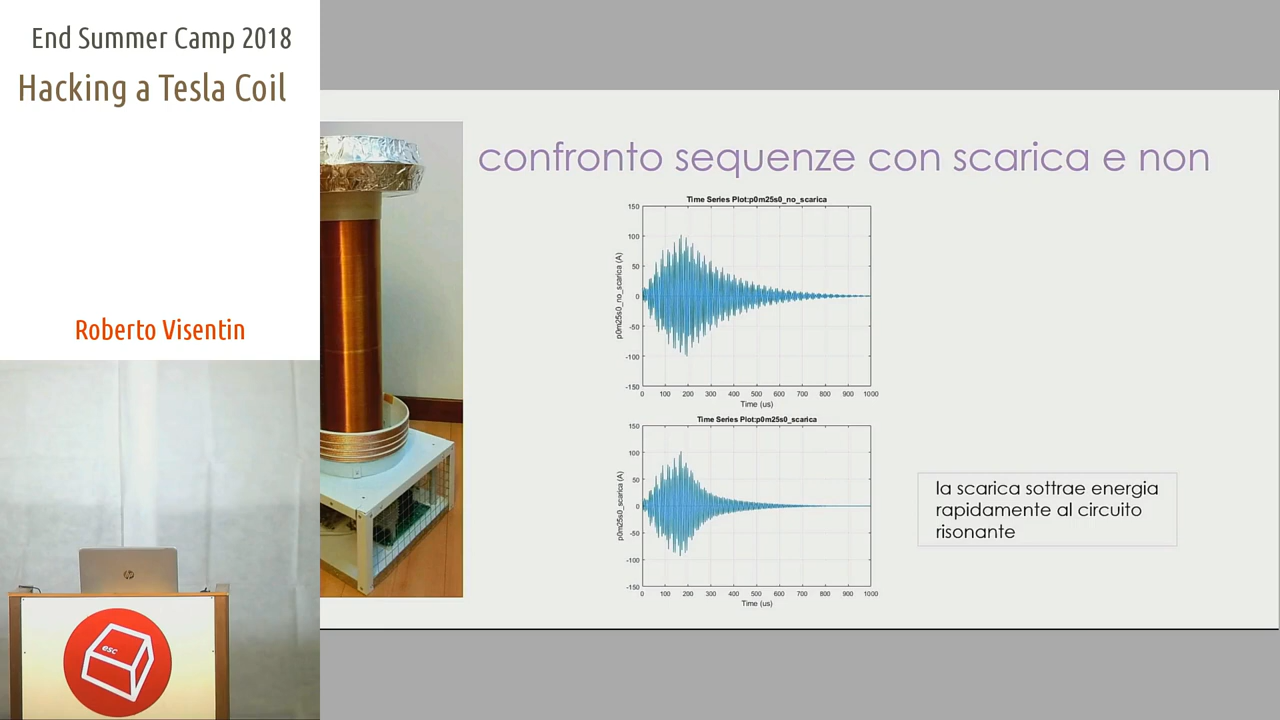 End Summer Camp 2018
Hacking a Tesla Coil
Roberto Visentin
esc
confronto sequenze con scarica e non
Time Series Plot:p0m25s0_no_scarica
p0m25s0_no_scarica (A)
150
100
50
0
-50
-100
-150
0 100 200 300 400 500 600 700 800 900 1000
Time (us)
Time Series Plot:p0m25s0_scarica
p0m25s0_scarica (A)
150
100
50
0
-50
-100
-150
0 100 200 300 400 500 600 700 800 900 1000
Time (us)
la scarica sottrae energia
rapidamente al circuito
risonante
hp